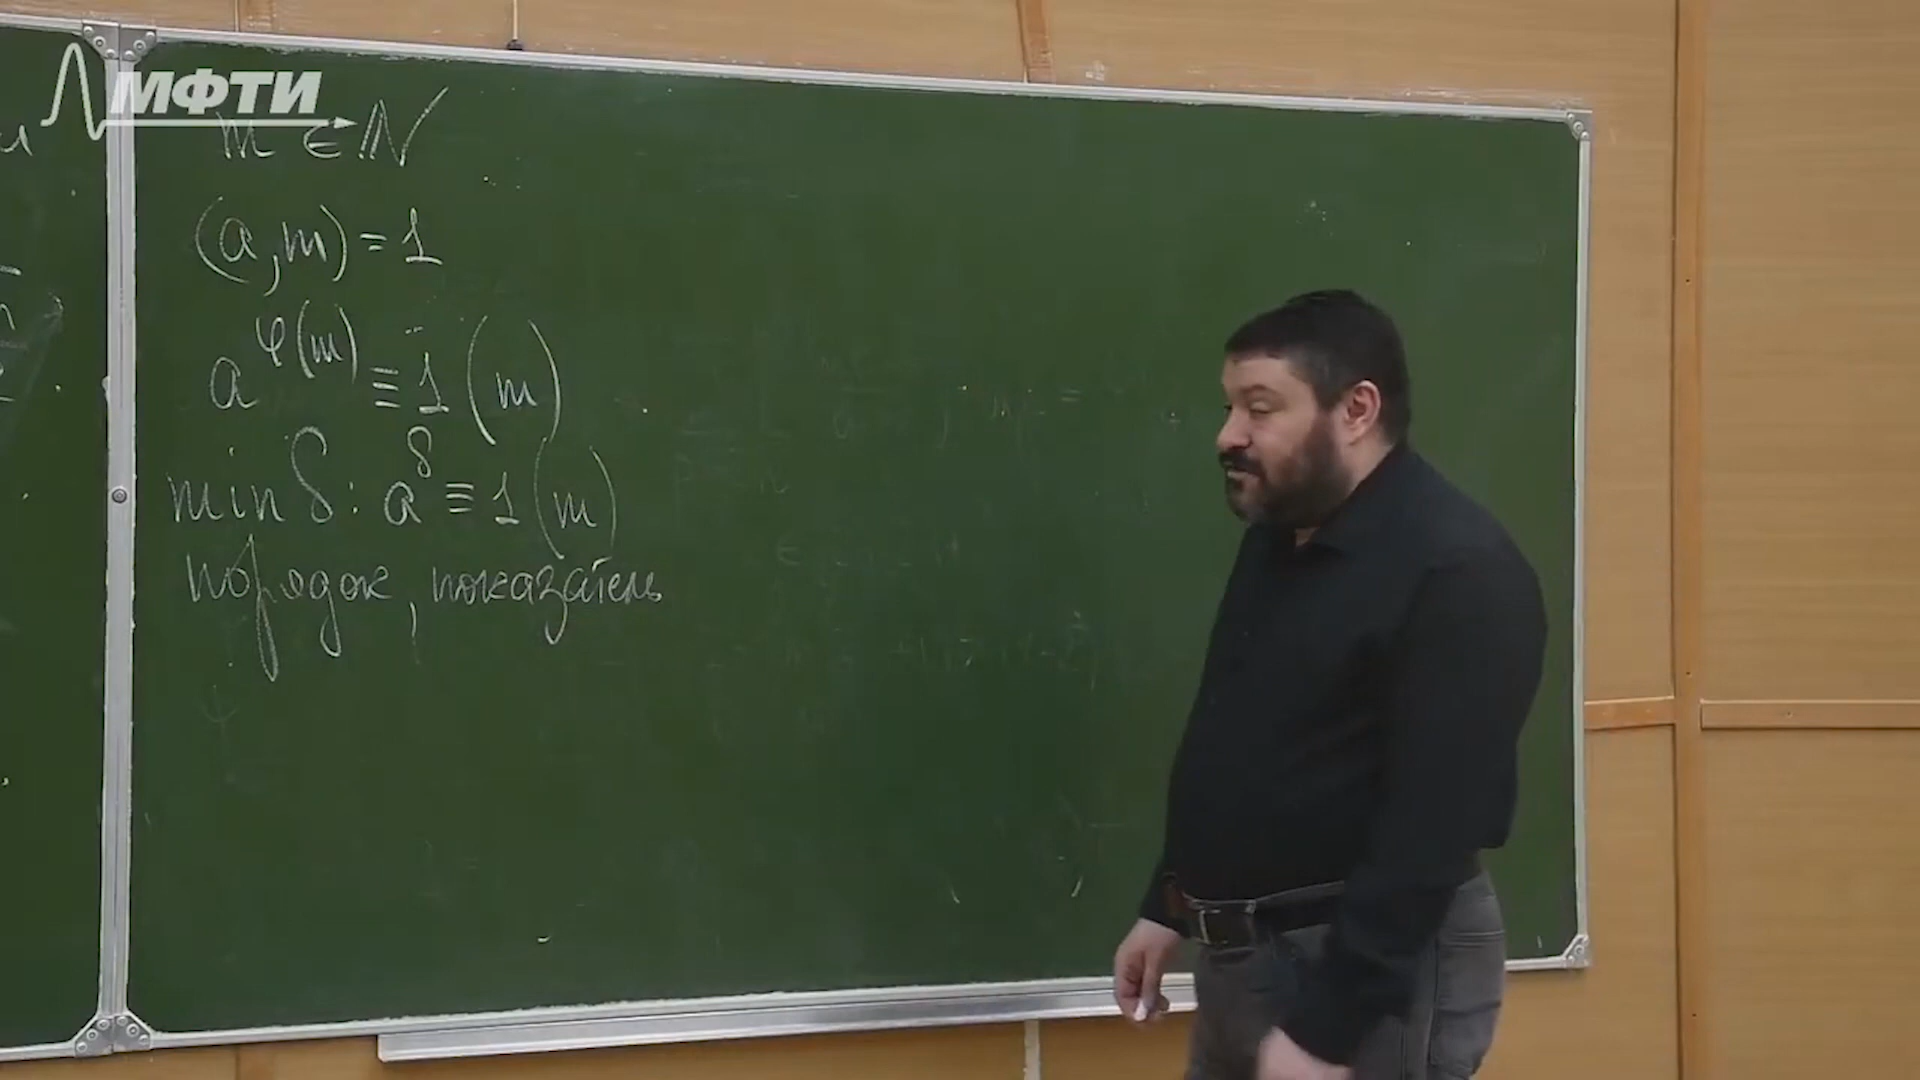 МФТИ
m ∈ ℕ
(a,m)=1
a^φ(m) ≡ 1 (m)
min δ: a^δ ≡ 1 (m)
порядок, показатель